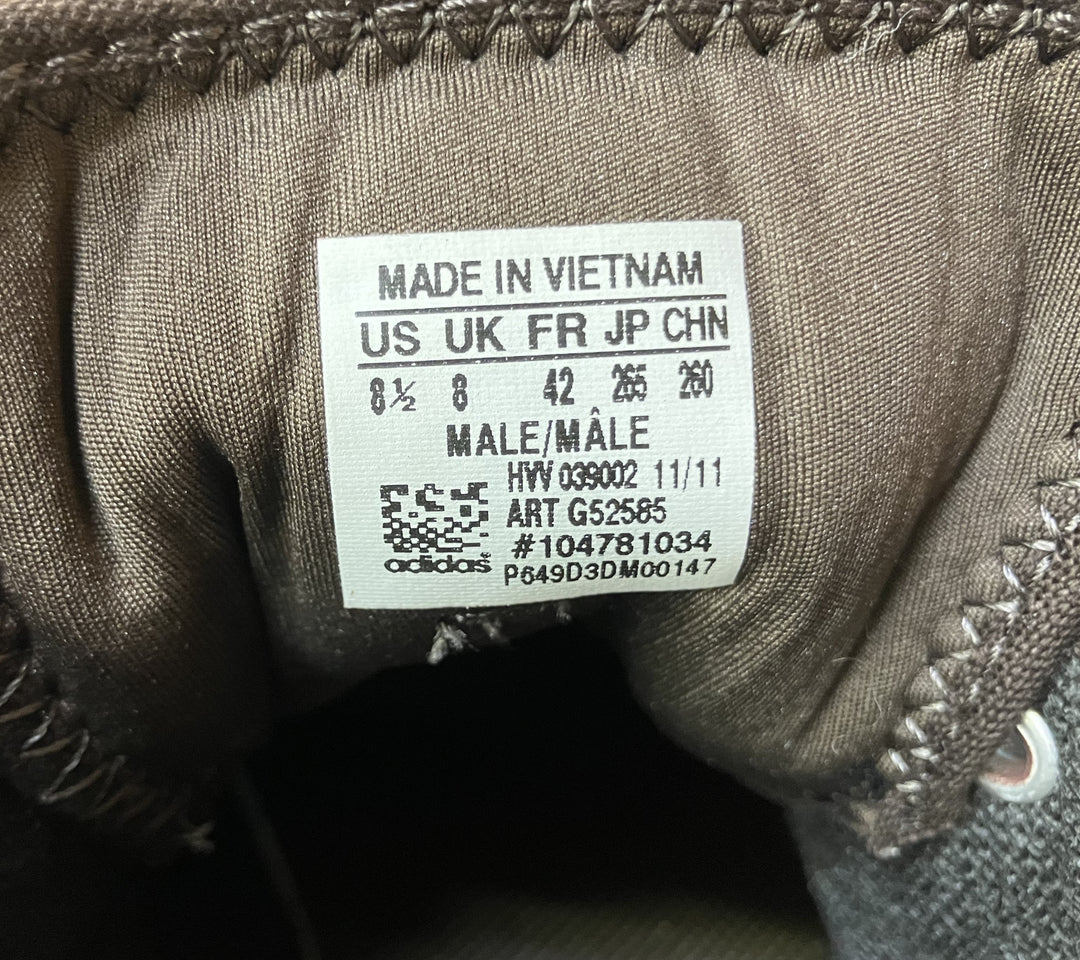 MADE IN VIETNAM
US UK FR JP CHN
8½ 8 42 265 260
MALE/MÂLE
HVV 039002 11/11
ART G52585
#104781034
adidas® P649D3DM00147